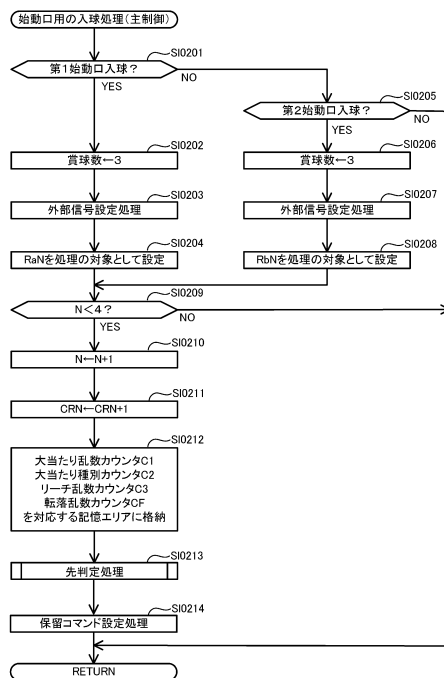 始動口用の入球処理(主制御)
SI0201
第1始動口入球?
NO
YES
SI0205
第2始動口入球?
NO
YES
SI0202
賞球数←3
SI0206
賞球数←3
SI0203
外部信号設定処理
SI0207
外部信号設定処理
SI0204
RaNを処理の対象として設定
SI0208
RbNを処理の対象として設定
SI0209
N<4?
NO
YES
SI0210
N←N+1
SI0211
CRN←CRN+1
SI0212
大当たり乱数カウンタC1
大当たり種別カウンタC2
リーチ乱数カウンタC3
転落乱数カウンタCF
を対応する記憶エリアに格納
SI0213
先判定処理
SI0214
保留コマンド設定処理
RETURN